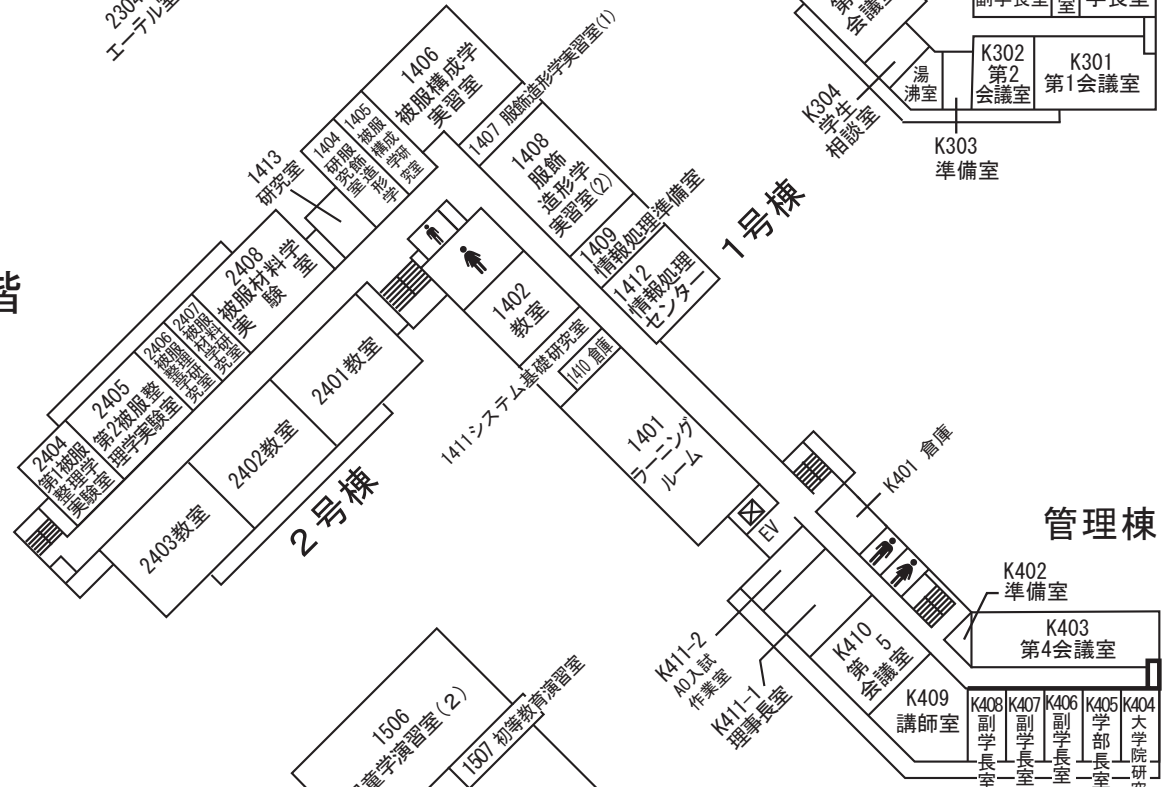 2304
エーテル室
会議室
副学長室
室
学長室
湯
沸室
K302
第2
会議室
K301
第1会議室
K304
学生
相談室
K303
準備室
1406
被服構成学
実習室
1405
被服構成学研究室
1404
服飾造形学
研究室
1407 服飾造形学実習室(1)
1408
服飾
造形学
実習室(2)
1409
情報処理準備室
1412
情報処理
センター
1号棟
1413
研究室
階
2408
被服材料学
実験室
2407
被服材料学研究室
2406
被服整理学研究室
2405
第2被服整
理学実験室
2404
第1被服
整理学
実験室
1402
教室
1411システム基礎研究室
1410 倉庫
1401
ラーニング
ルーム
2401教室
2402教室
2403教室
2号棟
EV
K401 倉庫
管理棟
K402
準備室
K403
第4会議室
K411-2
AO入試
作業室
K411-1
理事長室
K410
第5
会議室
K409
講師室
K408
副学長室
K407
副学長室
K406
副学長室
K405
学部長室
K404
大学院研
1506
童学演習室(2)
1507 初等教育演習室